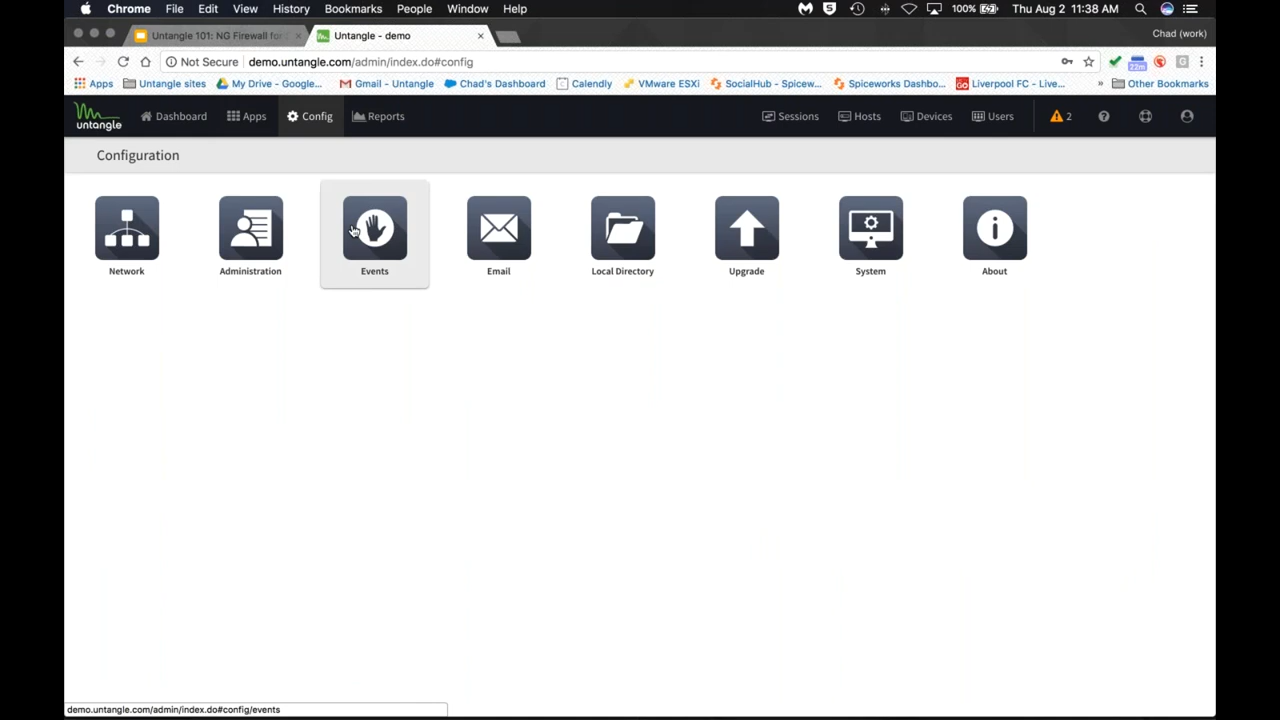 Chrome File Edit View History Bookmarks People Window Help 5 100% Thu Aug 2 11:38 AM
Untangle 101: NG Firewall for Untangle - demo Chad (work)
Not Secure demo.untangle.com/admin/index.do#config 22m G
Apps Untangle sites My Drive - Google... Gmail - Untangle Chad's Dashboard Calendly VMware ESXi SocialHub - Spicew... Spiceworks Dashbo... Go Liverpool FC - Live... » Other Bookmarks
untangle Dashboard Apps Config Reports Sessions Hosts Devices Users 2
Configuration
Network Administration Events Email Local Directory Upgrade System About
demo.untangle.com/admin/index.do#config/events